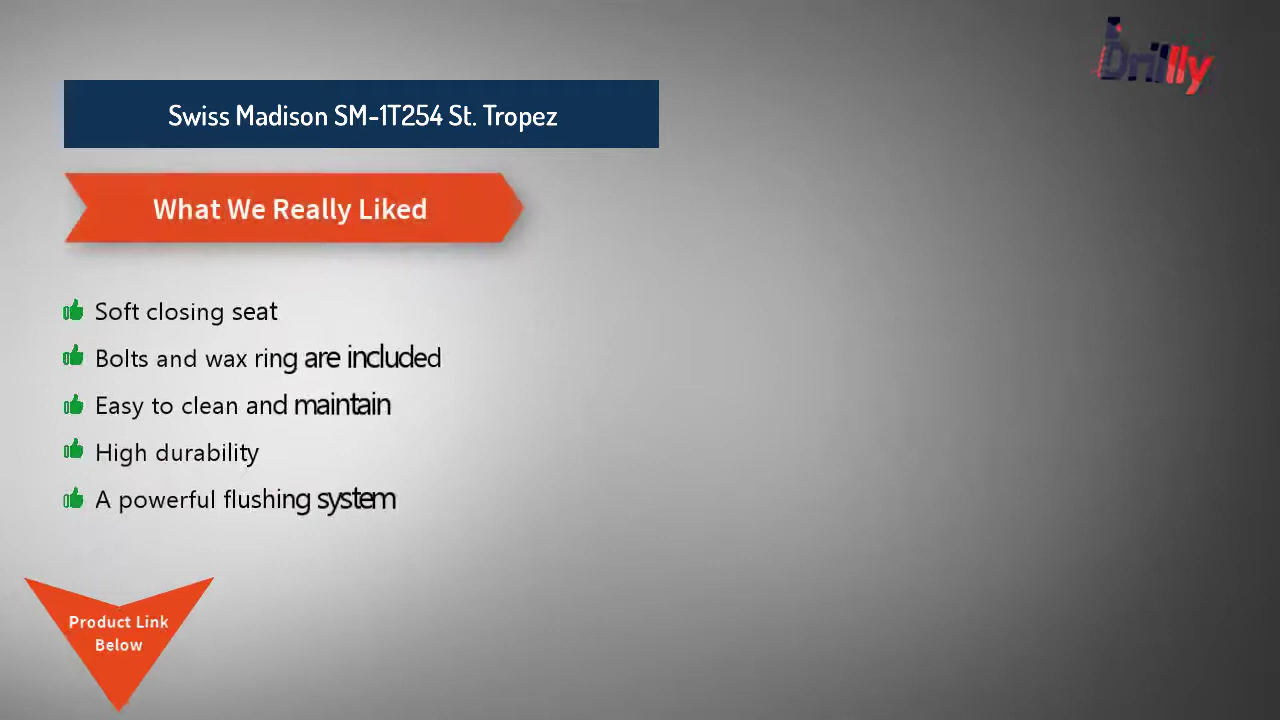 Drilly
Swiss Madison SM-1T254 St. Tropez
What We Really Liked
Soft closing seat
Bolts and wax ring are included
Easy to clean and maintain
High durability
A powerful flushing system
Product Link
Below